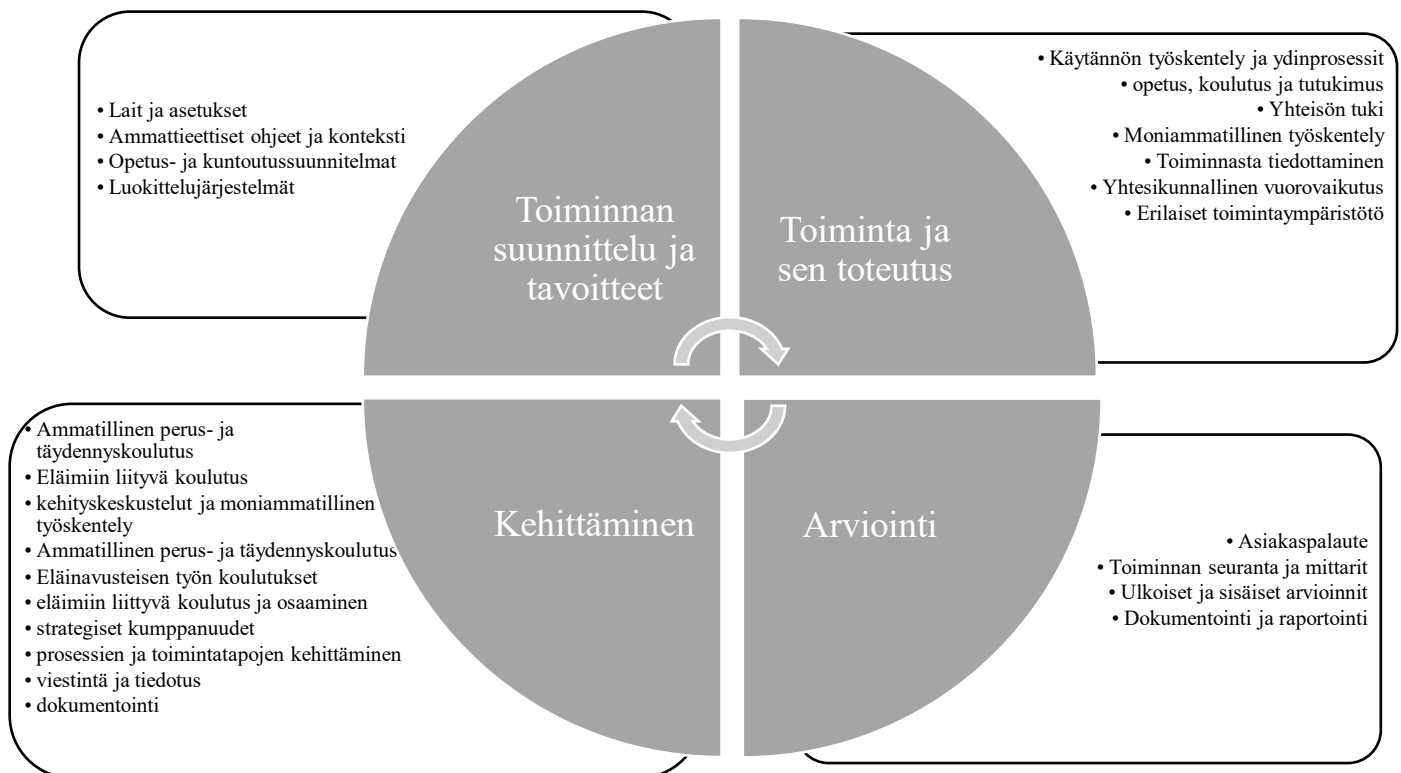 • Lait ja asetukset
• Ammattieettiset ohjeet ja konteksti
• Opetus- ja kuntoutussuunnitelmat
• Luokittelujärjestelmät
Toiminnan
suunnittelu ja
tavoitteet
Toiminta ja
sen toteutus
• Käytännön työskentely ja ydinprosessit
• opetus, koulutus ja tutukimus
• Yhteisön tuki
• Moniammatillinen työskentely
• Toiminnasta tiedottaminen
• Yhtesikunnallinen vuorovaikutus
• Erilaiset toimintaympäristötö
• Ammatillinen perus- ja
täydennyskoulutus
• Eläimiin liityvä koulutus
• kehityskeskustelut ja moniammatillinen
työskentely
• Ammatillinen perus- ja täydennyskoulutus
• Eläinavusteisen työn koulutukset
• eläimiin liittyvä koulutus ja osaaminen
• strategiset kumppanuudet
• prosessien ja toimintatapojen kehittäminen
• viestintä ja tiedotus
• dokumentointi
Kehittäminen
Arviointi
• Asiakaspalaute
• Toiminnan seuranta ja mittarit
• Ulkoiset ja sisäiset arvioinnit
• Dokumentointi ja raportointi